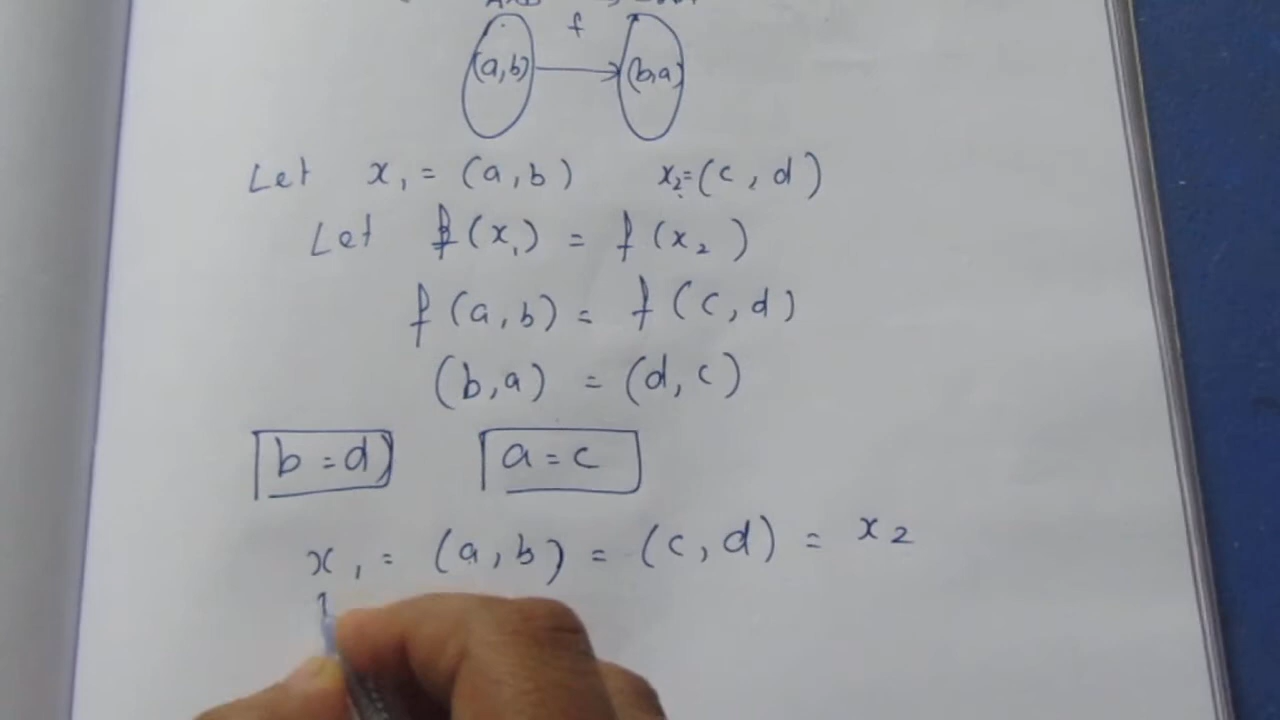 f
(a,b) (b,a)
Let x₁ = (a,b) x₂=(c,d)
Let f(x₁) = f(x₂)
f(a,b) = f(c,d)
(b,a) = (d,c)
b=d a=c
x₁ = (a,b) = (c,d) = x₂